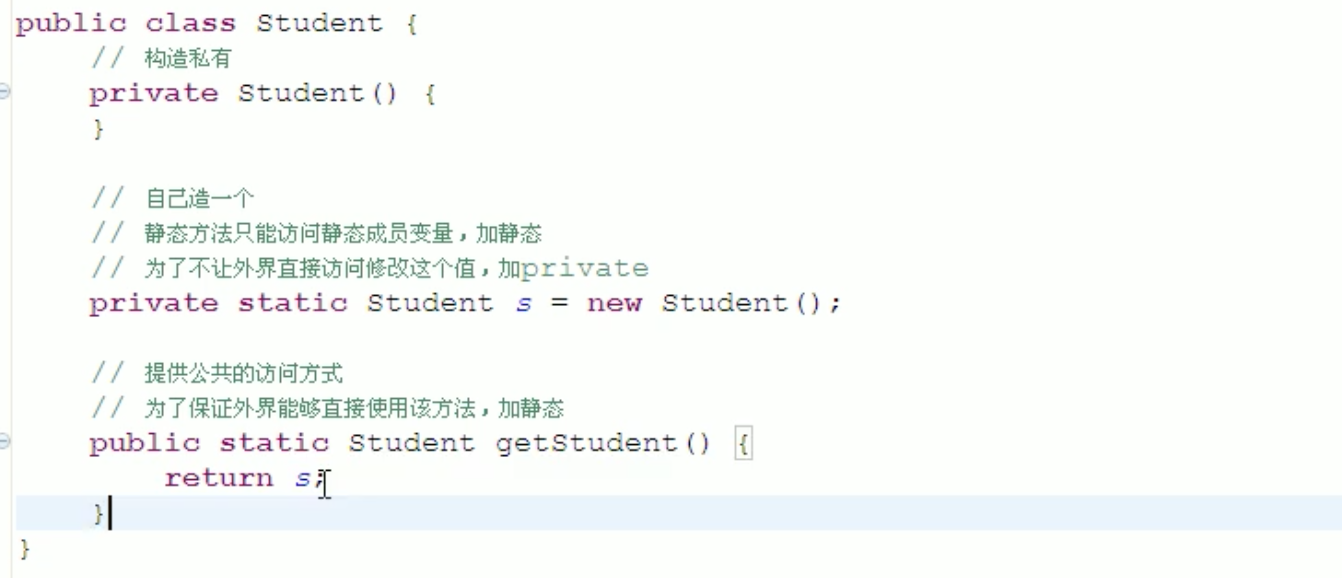 public class Student {
// 构造私有
private Student() {
}
// 自己造一个
// 静态方法只能访问静态成员变量，加静态
// 为了不让外界直接访问修改这个值，加private
private static Student s = new Student();
// 提供公共的访问方式
// 为了保证外界能够直接使用该方法，加静态
public static Student getStudent() {
return s;
}
}